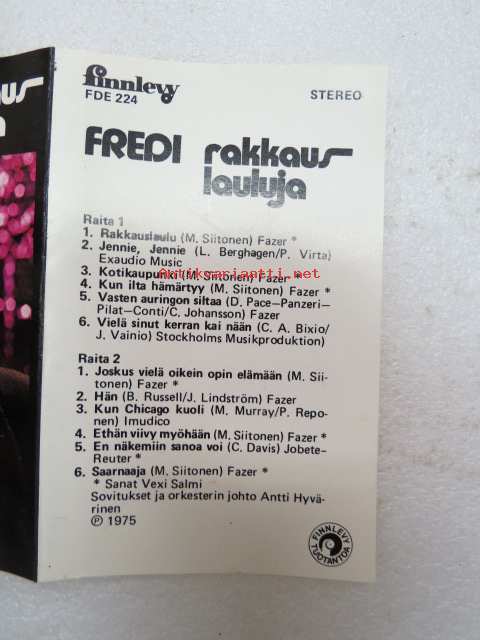 finnlevy
FDE 224
STEREO
FREDI rakkaus
lauluja
Raita 1
1. Rakkauslaulu (M. Siitonen) Fazer *
2. Jennie, Jennie (L. Berghagen/P. Virta)
Exaudio Music
3. Kotikaupunki (M. Siitonen) Fazer *
Antiikvariantti.net
4. Kun ilta hämärtyy (M. Siitonen) Fazer *
5. Vasten auringon siltaa (D. Pace—Panzeri—
Pilat—Conti/C. Johansson) Fazer
6. Vielä sinut kerran kai nään (C. A. Bixio/
J. Vainio) Stockholms Musikproduktion)
Raita 2
1. Joskus vielä oikein opin elämään (M. Sii-
tonen) Fazer *
2. Hän (B. Russell/J. Lindström) Fazer
3. Kun Chicago kuoli (M. Murray/P. Repo-
nen) Imudico
4. Ethän viivy myöhään (M. Siitonen) Fazer *
5. En näkemiin sanoa voi (C. Davis) Jobete-
Reuter *
6. Saarnaaja (M. Siitonen) Fazer *
* Sanat Vexi Salmi
Sovitukset ja orkesterin johto Antti Hyvä-
rinen
℗ 1975
FINNLEVY
TUOTANTOA